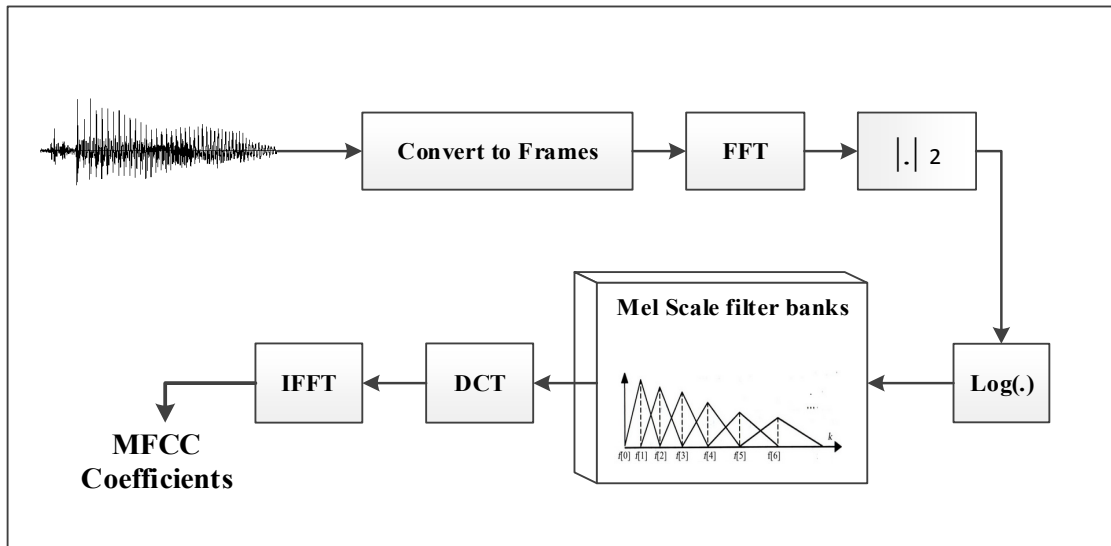 Convert to Frames
FFT
|.| 2
Log(.)
Mel Scale filter banks
....
k
f[0] f[1] f[2] f[3] f[4] f[5] f[6]
DCT
IFFT
MFCC
Coefficients